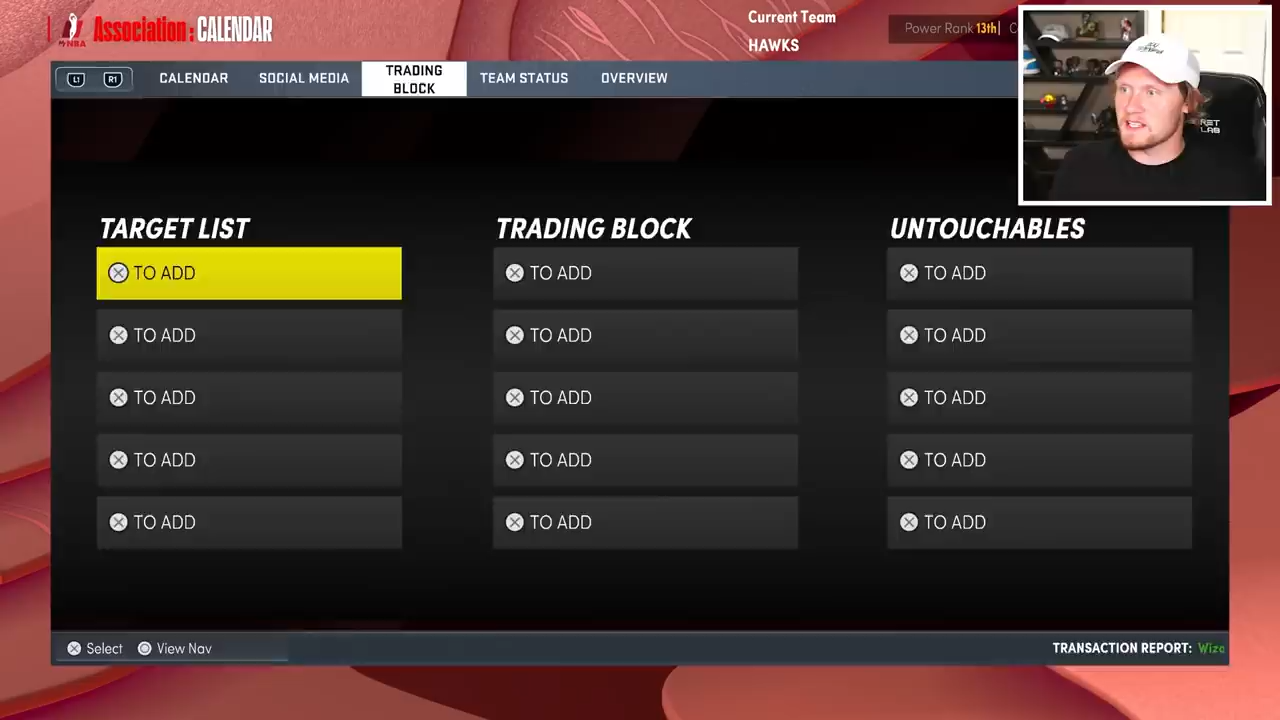 NBA
Association: CALENDAR
Current Team
HAWKS
Power Rank 13th|
L1 R1
CALENDAR
SOCIAL MEDIA
TRADING
BLOCK
TEAM STATUS
OVERVIEW
TARGET LIST
TO ADD
TO ADD
TO ADD
TO ADD
TO ADD
TRADING BLOCK
TO ADD
TO ADD
TO ADD
TO ADD
TO ADD
UNTOUCHABLES
TO ADD
TO ADD
TO ADD
TO ADD
TO ADD
Select
View Nav
TRANSACTION REPORT: Wiza